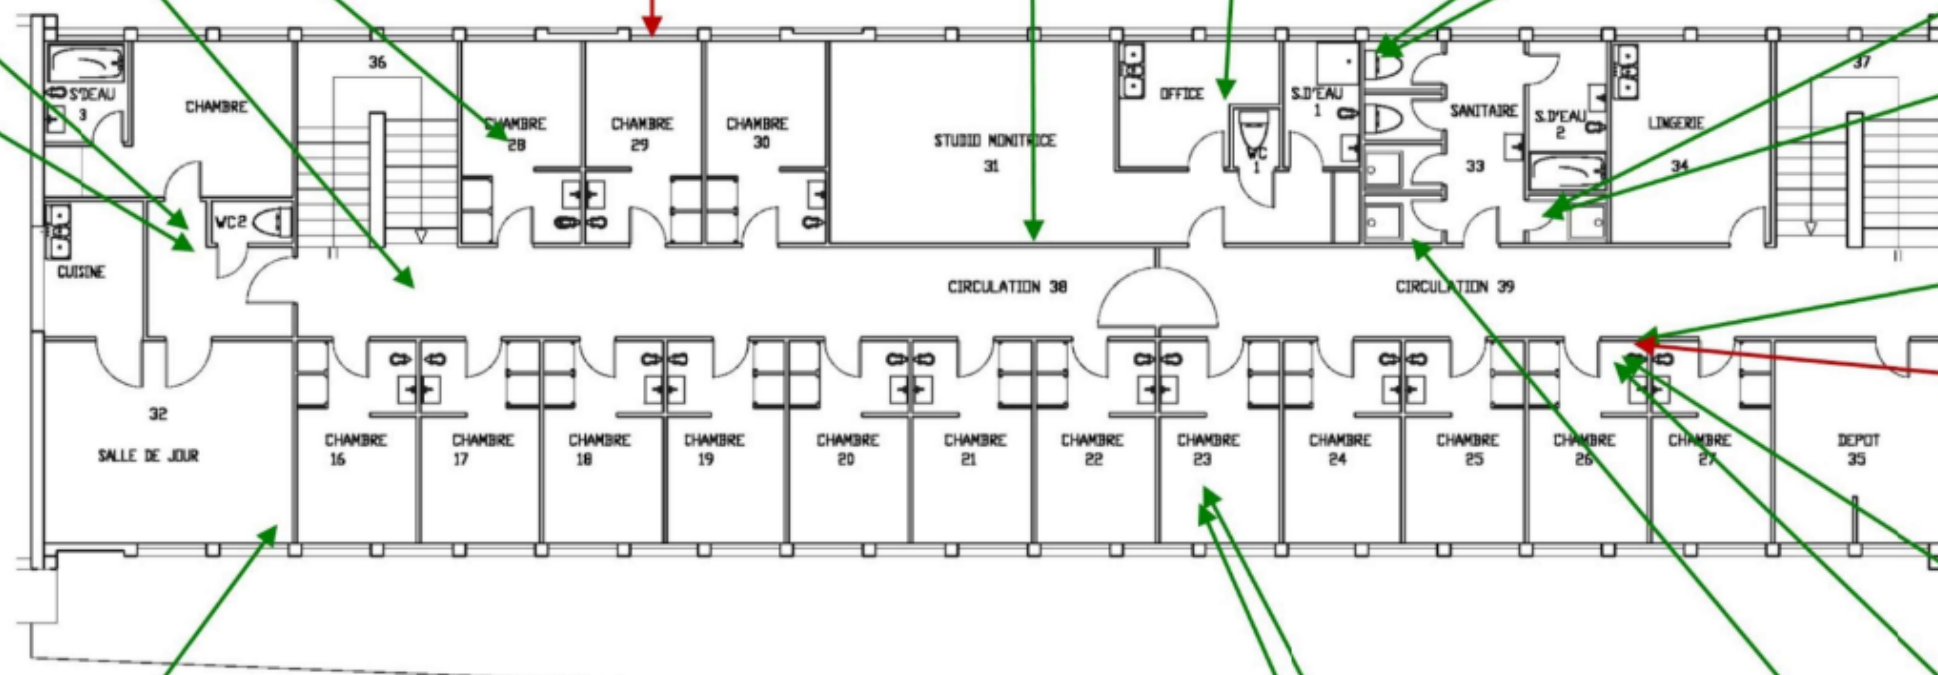 36
37
S'DEAU
3
CHAMBRE
CHAMBRE
28
CHAMBRE
29
CHAMBRE
30
STUDIO MONITRICE
31
OFFICE
WC
1
S.D'EAU
1
SANITAIRE
33
S.D'EAU
2
LINGERIE
34
WC2
CUISINE
CIRCULATION 38
CIRCULATION 39
32
SALLE DE JOUR
CHAMBRE
16
CHAMBRE
17
CHAMBRE
18
CHAMBRE
19
CHAMBRE
20
CHAMBRE
21
CHAMBRE
22
CHAMBRE
23
CHAMBRE
24
CHAMBRE
25
CHAMBRE
26
CHAMBRE
27
DEPOT
35